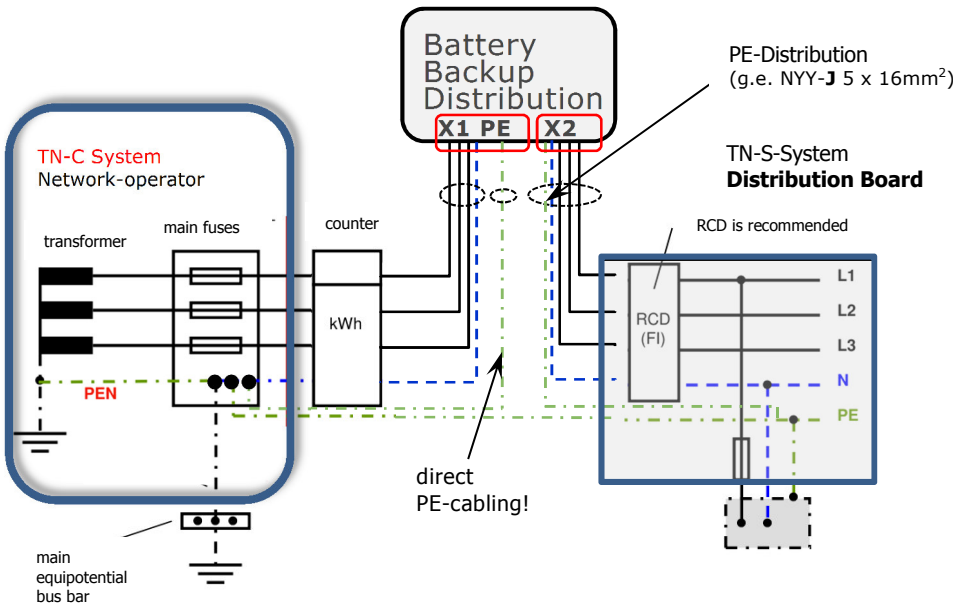 Battery
Backup
Distribution
X1 PE
X2
PE-Distribution
(g.e. NYY-J 5 x 16mm²)
TN-C System
Network-operator
TN-S-System
Distribution Board
transformer
main fuses
counter
RCD is recommended
kWh
RCD
(FI)
L1
L2
L3
N
PE
PEN
direct
PE-cabling!
main
equipotential
bus bar